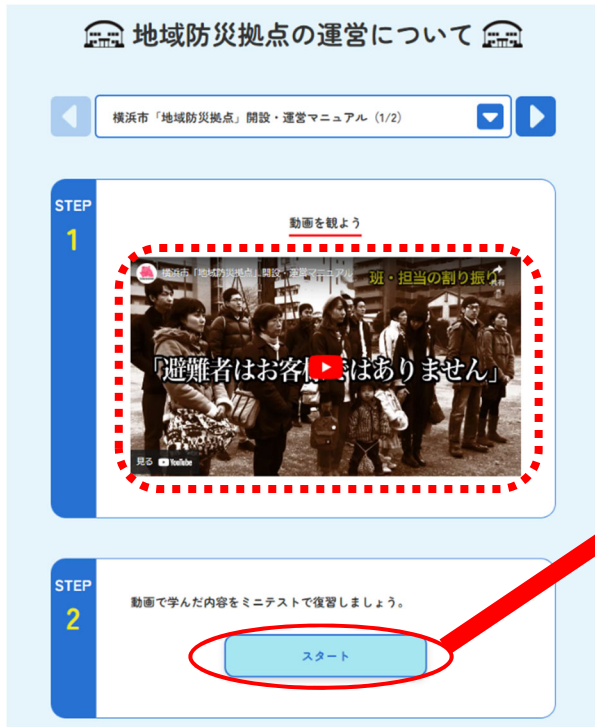 地域防災拠点の運営について
横浜市「地域防災拠点」開設・運営マニュアル（1/2）
STEP
1
動画を観よう
横浜市「地域防災拠点」開設・運営マニュアル
班・担当の割り振り
共有
「避難者はお客様ではありません」
見る YouTube
STEP
2
動画で学んだ内容をミニテストで復習しましょう。
スタート